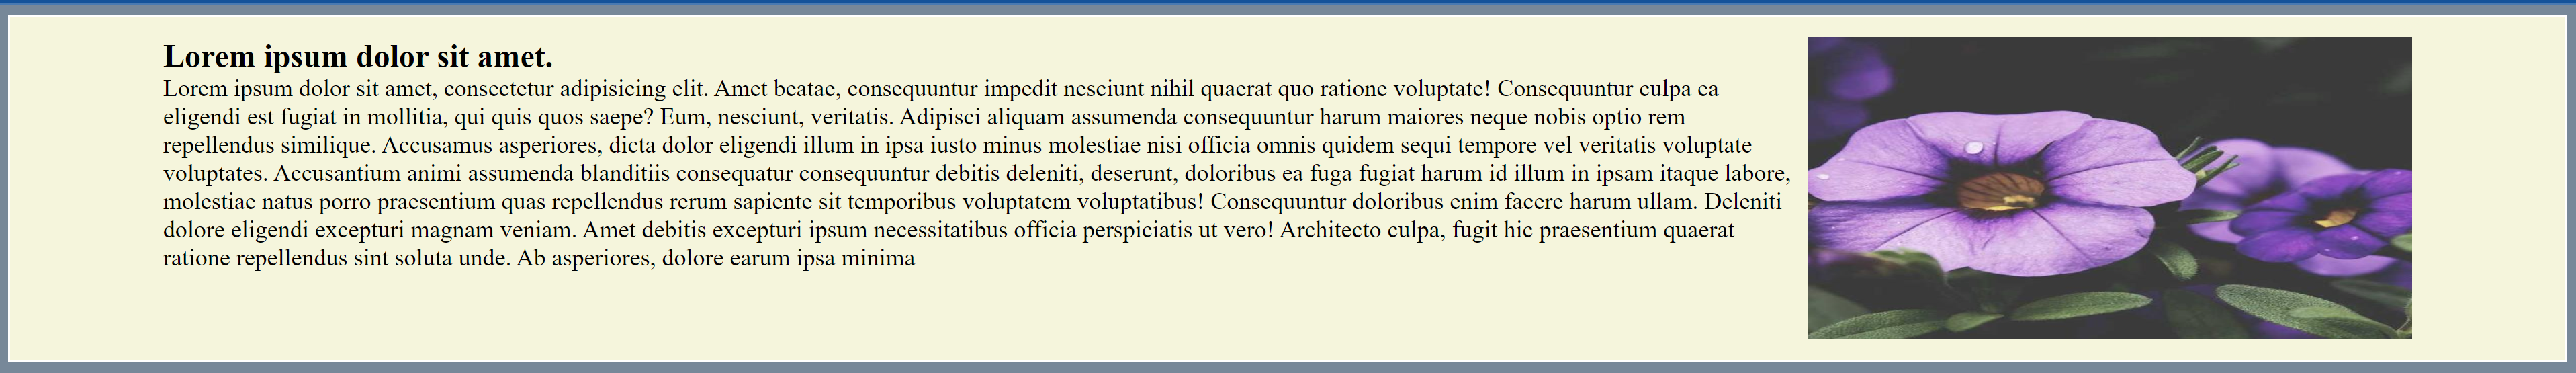 Lorem ipsum dolor sit amet.
Lorem ipsum dolor sit amet, consectetur adipisicing elit. Amet beatae, consequuntur impedit nesciunt nihil quaerat quo ratione voluptate! Consequuntur culpa ea
eligendi est fugiat in mollitia, qui quis quos saepe? Eum, nesciunt, veritatis. Adipisci aliquam assumenda consequuntur harum maiores neque nobis optio rem
repellendus similique. Accusamus asperiores, dicta dolor eligendi illum in ipsa iusto minus molestiae nisi officia omnis quidem sequi tempore vel veritatis voluptate
voluptates. Accusantium animi assumenda blanditiis consequatur consequuntur debitis deleniti, deserunt, doloribus ea fuga fugiat harum id illum in ipsam itaque labore,
molestiae natus porro praesentium quas repellendus rerum sapiente sit temporibus voluptatem voluptatibus! Consequuntur doloribus enim facere harum ullam. Deleniti
dolore eligendi excepturi magnam veniam. Amet debitis excepturi ipsum necessitatibus officia perspiciatis ut vero! Architecto culpa, fugit hic praesentium quaerat
ratione repellendus sint soluta unde. Ab asperiores, dolore earum ipsa minima